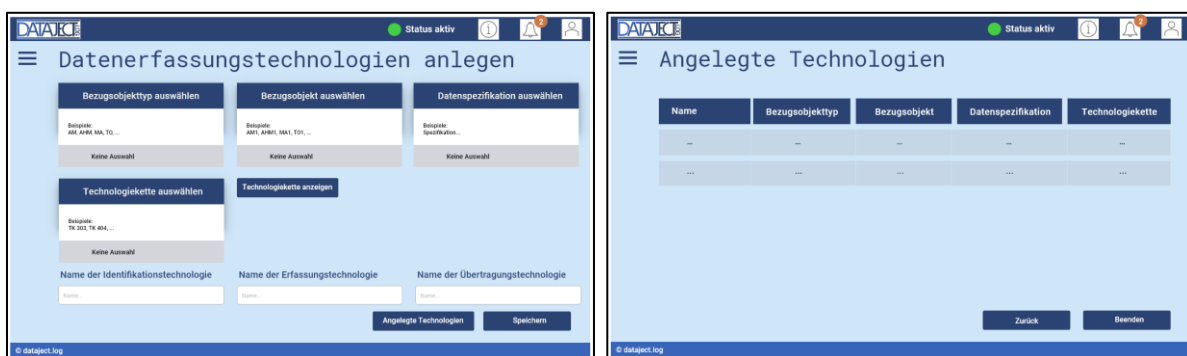 DATAJECT
Status aktiv
2
Datenerfassungstechnologien anlegen
Bezugsobjekttyp auswählen
Beispiele:
AM, AHM, MA, TO, ...
Keine Auswahl
Bezugsobjekt auswählen
Beispiele:
AM1, AHM1, MA1, TO1, ...
Keine Auswahl
Datenspezifikation auswählen
Beispiele:
Spezifikation...
Keine Auswahl
Technologiekette auswählen
Beispiele:
TK 303, TK 404, ...
Keine Auswahl
Technologiekette anzeigen
Name der Identifikationstechnologie
Name...
Name der Erfassungstechnologie
Name...
Name der Übertragungstechnologie
Name...
Angelegte Technologien
Speichern
© dataject.log
DATAJECT
Status aktiv
2
Angelegte Technologien
Name Bezugsobjekttyp Bezugsobjekt Datenspezifikation Technologiekette
... ... ... ... ...
... ... ... ... ...
Zurück
Beenden
© dataject.log